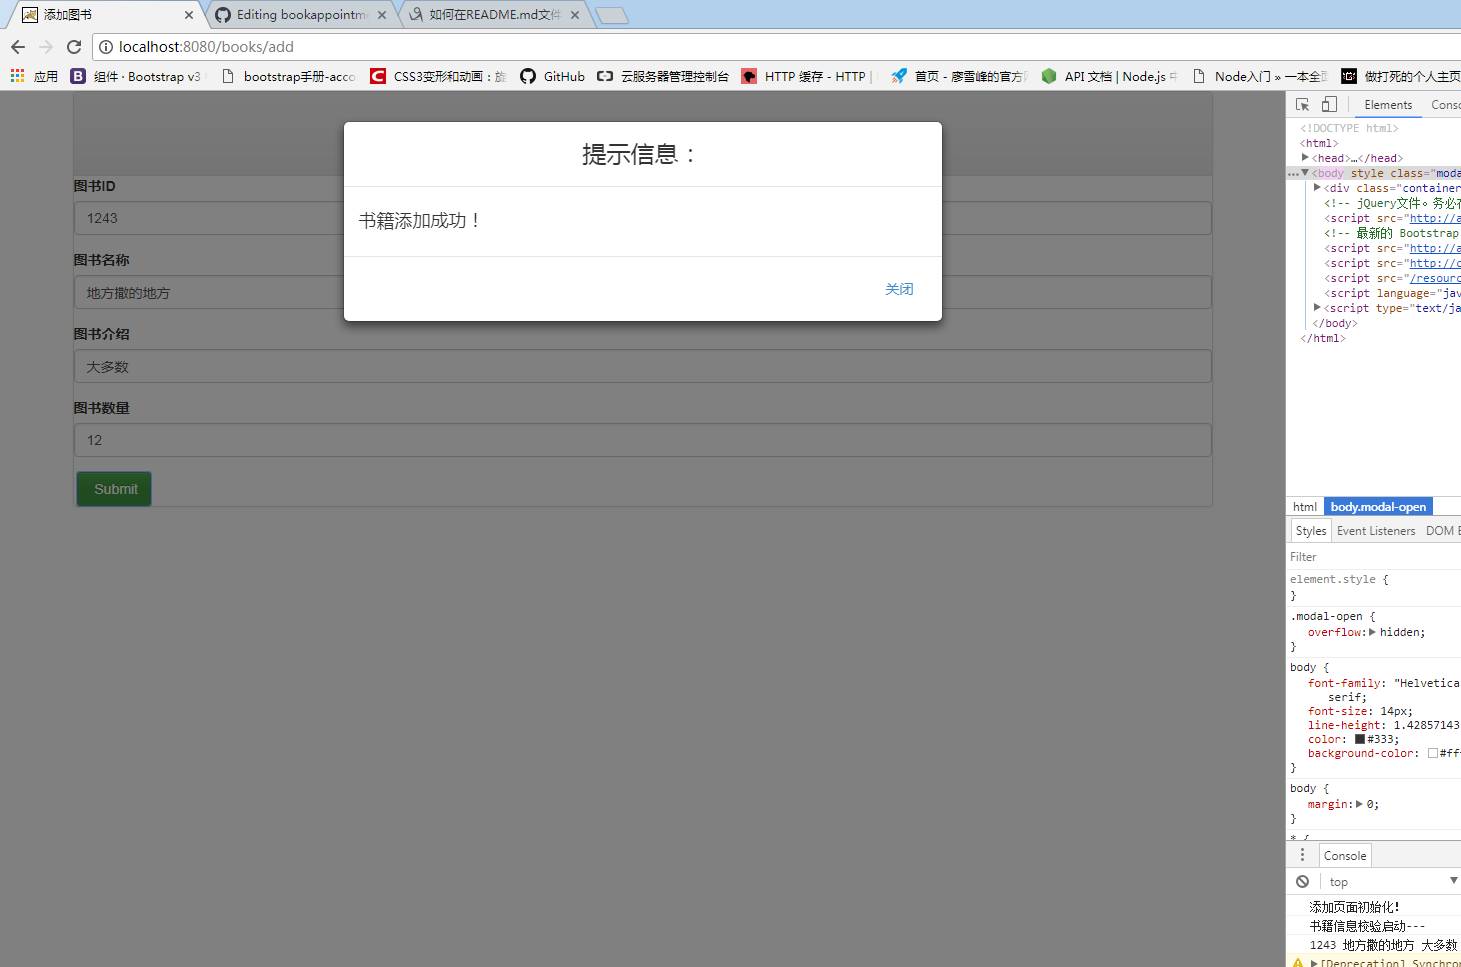 添加图书
Editing bookappointme
如何在README.md文件
localhost:8080/books/add
应用
组件 · Bootstrap v3
bootstrap手册-acco
CSS3变形和动画：旋
GitHub
云服务器管理控制台
HTTP 缓存 - HTTP |
首页 - 廖雪峰的官方网
API 文档 | Node.js 中
Node入门 » 一本全面
做打死的个人主页
提示信息：
书籍添加成功！
关闭
图书ID
1243
图书名称
地方撒的地方
图书介绍
大多数
图书数量
12
Submit
Elements
Conso
<!DOCTYPE html>
<html>
<head>…</head>
<body style class="moda
<div class="container
<!-- jQuery文件。务必在
<script src="http://a
<!-- 最新的 Bootstrap
<script src="http://a
<script src="http://c
<script src="/resourc
<script language="jav
<script type="text/ja
</body>
</html>
html
body.modal-open
Styles
Event Listeners
DOM B
Filter
element.style {
}
.modal-open {
overflow: hidden;
}
body {
font-family: "Helvetica
serif;
font-size: 14px;
line-height: 1.42857143
color: #333;
background-color: #fff
}
body {
margin: 0;
}
* {
Console
top
添加页面初始化!
书籍信息校验启动---
1243 地方撒的地方 大多数
[Deprecation] Synchron